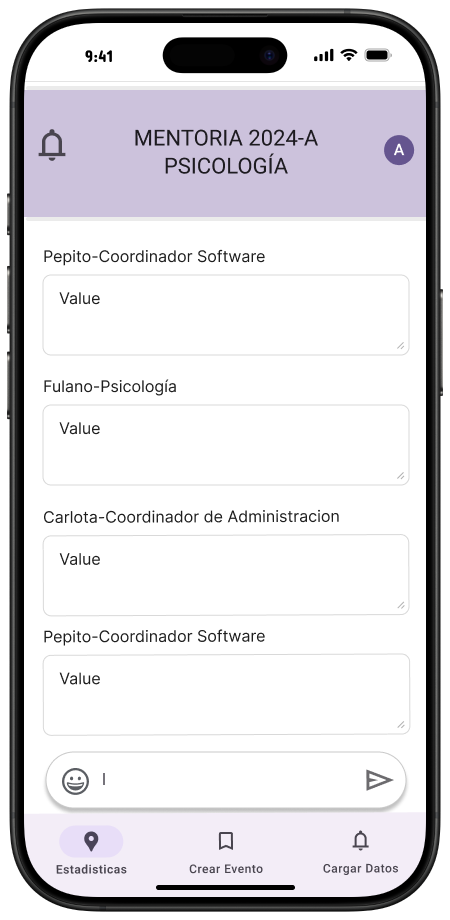 9:41
MENTORIA 2024-A
PSICOLOGÍA
A
Pepito-Coordinador Software
Value
Fulano-Psicología
Value
Carlota-Coordinador de Administracion
Value
Pepito-Coordinador Software
Value
Estadisticas
Crear Evento
Cargar Datos